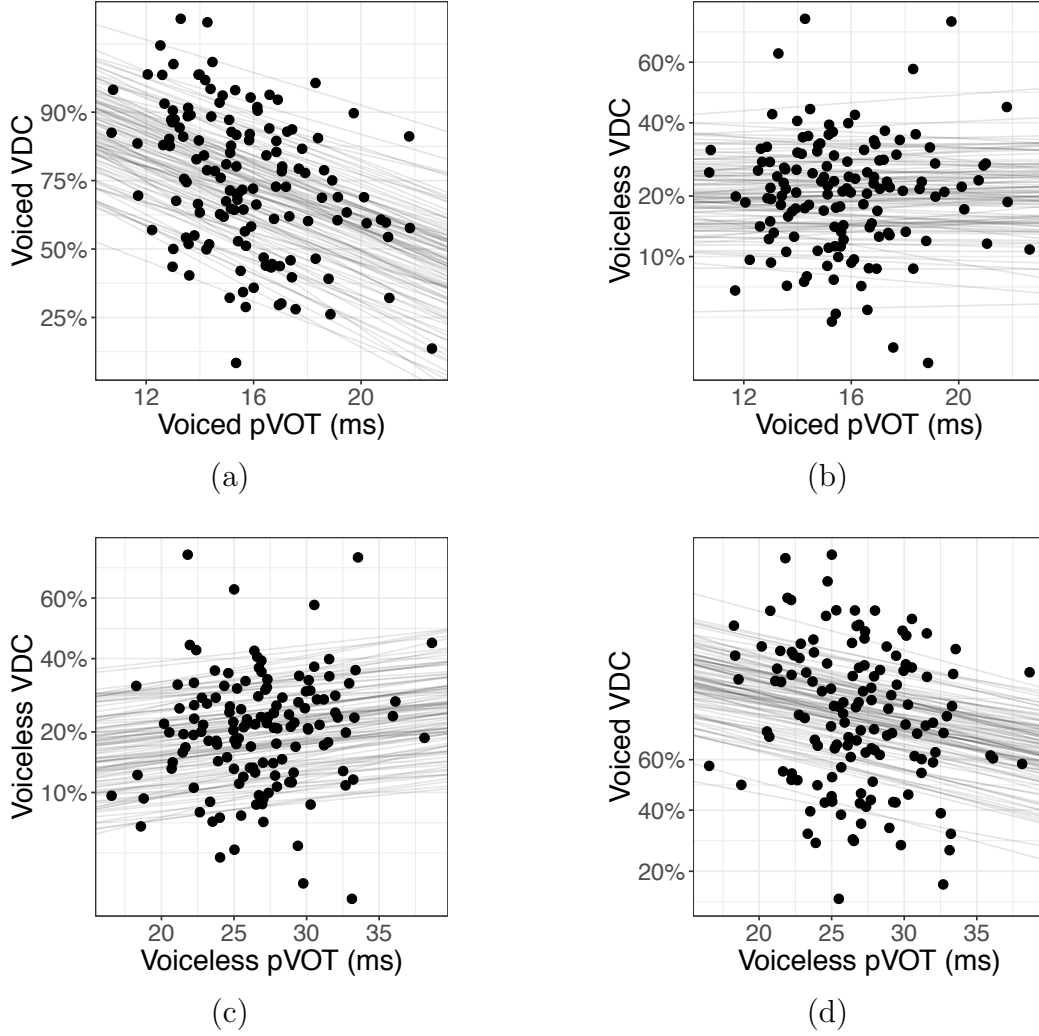 Voiced VDC
90%
75%
50%
25%
12 16 20
Voiced pVOT (ms)
(a)
Voiceless VDC
60%
40%
20%
10%
12 16 20
Voiced pVOT (ms)
(b)
Voiceless VDC
60%
40%
20%
10%
20 25 30 35
Voiceless pVOT (ms)
(c)
Voiced VDC
60%
40%
20%
20 25 30 35
Voiceless pVOT (ms)
(d)